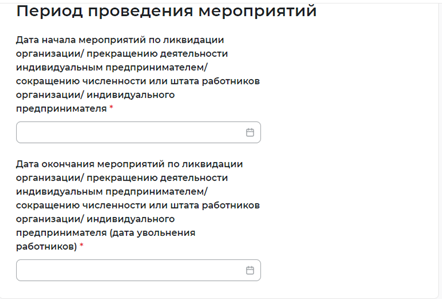 Период проведения мероприятий
Дата начала мероприятий по ликвидации
организации/ прекращению деятельности
индивидуальным предпринимателем/
сокращению численности или штата работников
организации/ индивидуального
предпринимателя *
Дата окончания мероприятий по ликвидации
организации/ прекращению деятельности
индивидуальным предпринимателем/
сокращению численности или штата работников
организации/ индивидуального
предпринимателя (дата увольнения
работников) *